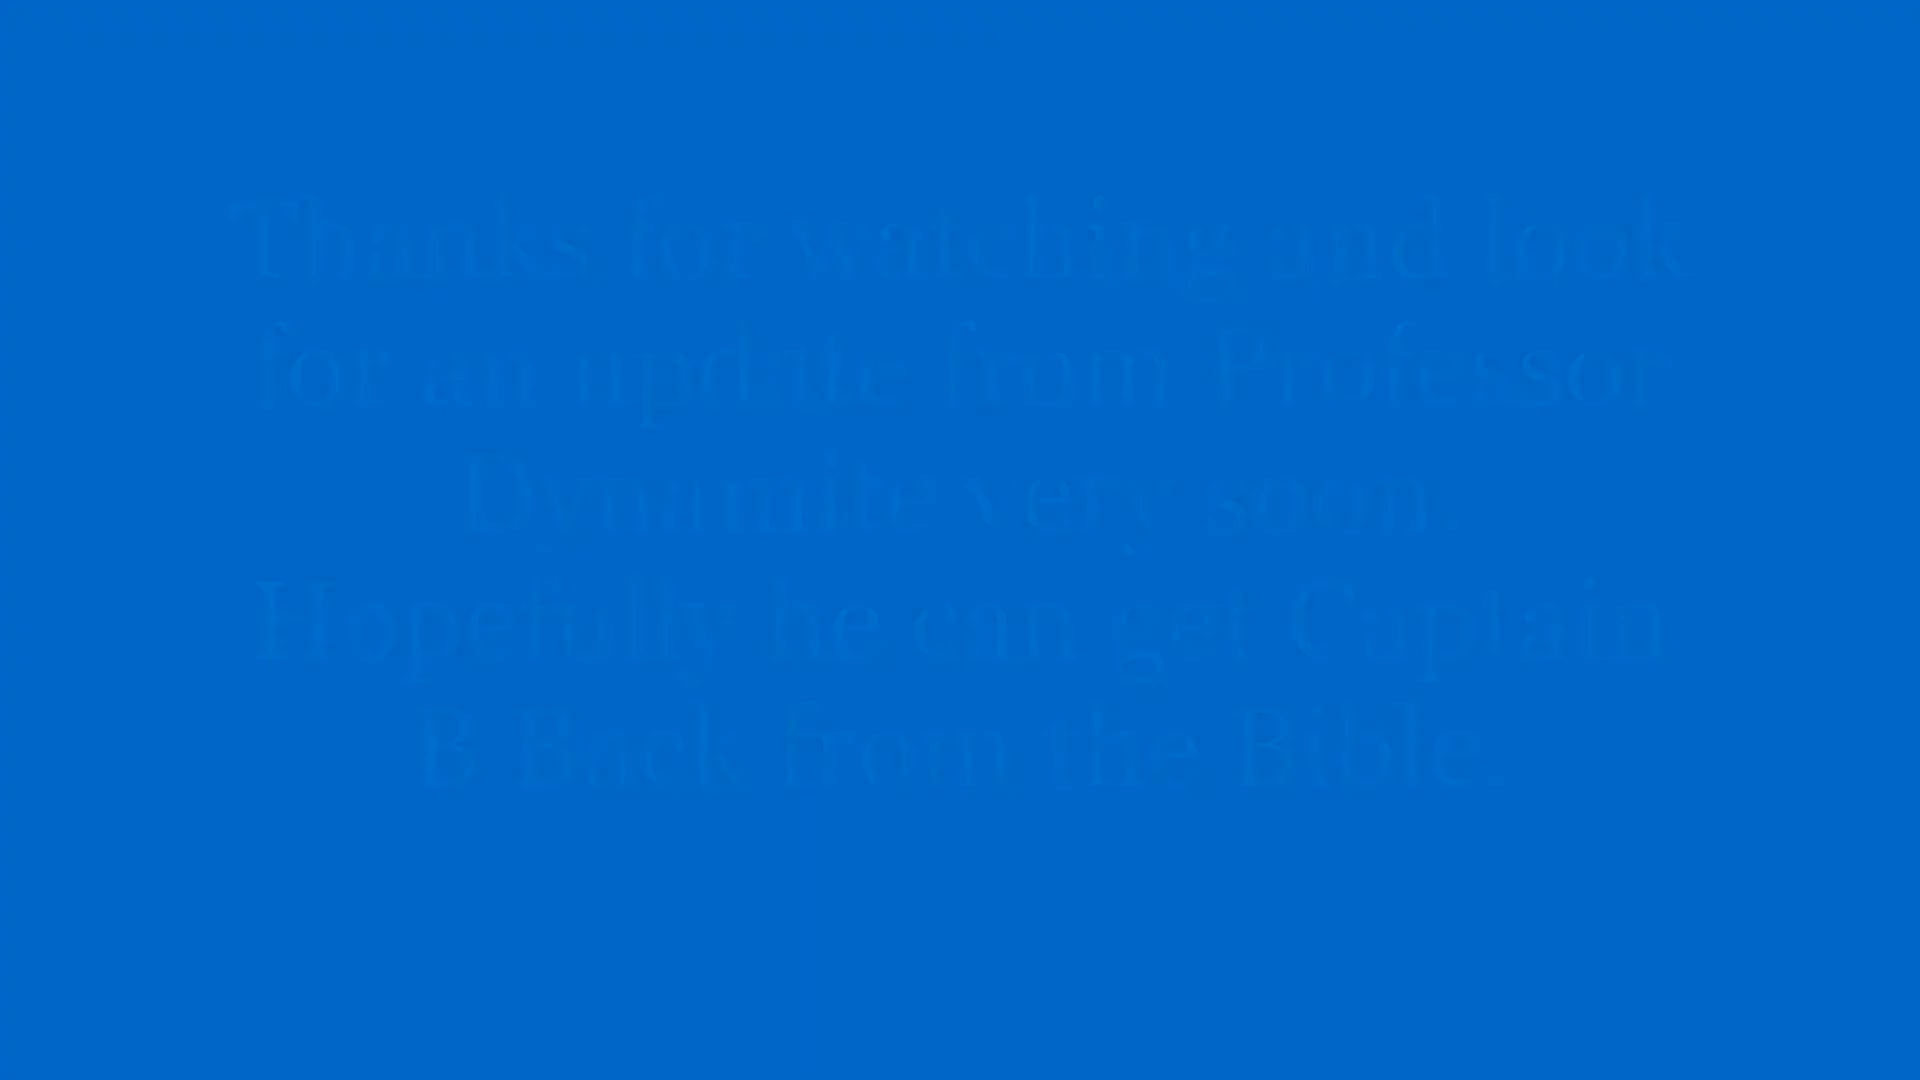 Thanks for watching and look
for an update from Professor
Dynamite very soon.
Hopefully he can get Captain
B Back from the Bible.